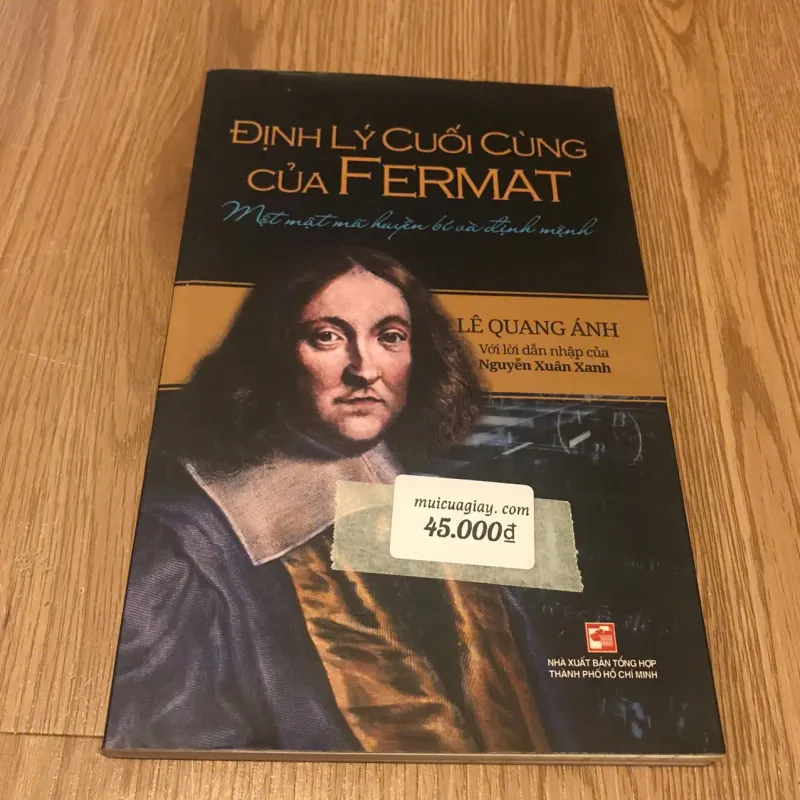 ĐỊNH LÝ CUỐI CÙNG
CỦA FERMAT
Một mật mã huyền bí và định mệnh
LÊ QUANG ÁNH
Với lời dẫn nhập của
Nguyễn Xuân Xanh
muicuagiay. com
45.000₫
NHÀ XUẤT BẢN TỔNG HỢP
THÀNH PHỐ HỒ CHÍ MINH